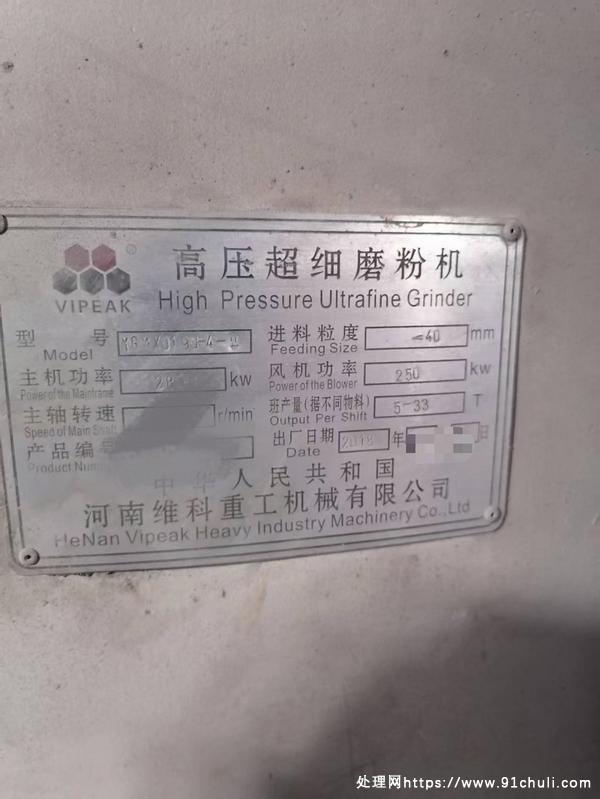 VIPEAK
®
高压超细磨粉机
High Pressure Ultrafine Grinder
型 号
Model
进料粒度 ≤40 mm
Feeding Size
主机功率 kw
Power of the Mainframe
风机功率 250 kw
Power of the Blower
主轴转速 r/min
Speed of Main Shaft
班产量(据不同物料) 5-33 T
Output Per Shift
产品编号
Product Number
出厂日期 2018 年 日
Date
中华人民共和国
河南维科重工机械有限公司
HeNan Vipeak Heavy Industry Machinery Co.,Ltd
处理网https://www.91chuli.com